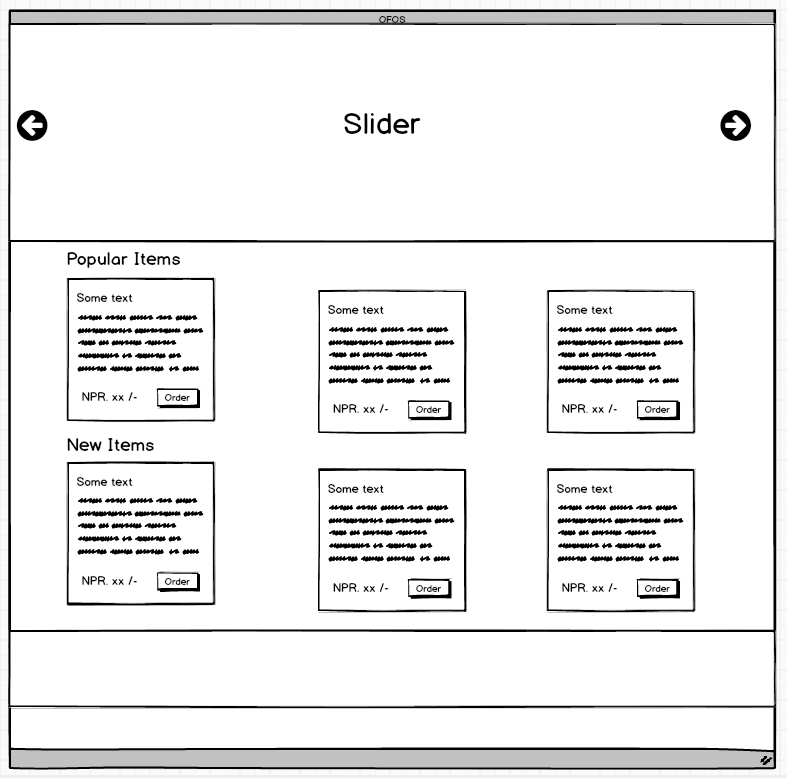 OFOS
Slider
Popular Items
Some text
NPR. xx /-
Order
Some text
NPR. xx /-
Order
Some text
NPR. xx /-
Order
New Items
Some text
NPR. xx /-
Order
Some text
NPR. xx /-
Order
Some text
NPR. xx /-
Order